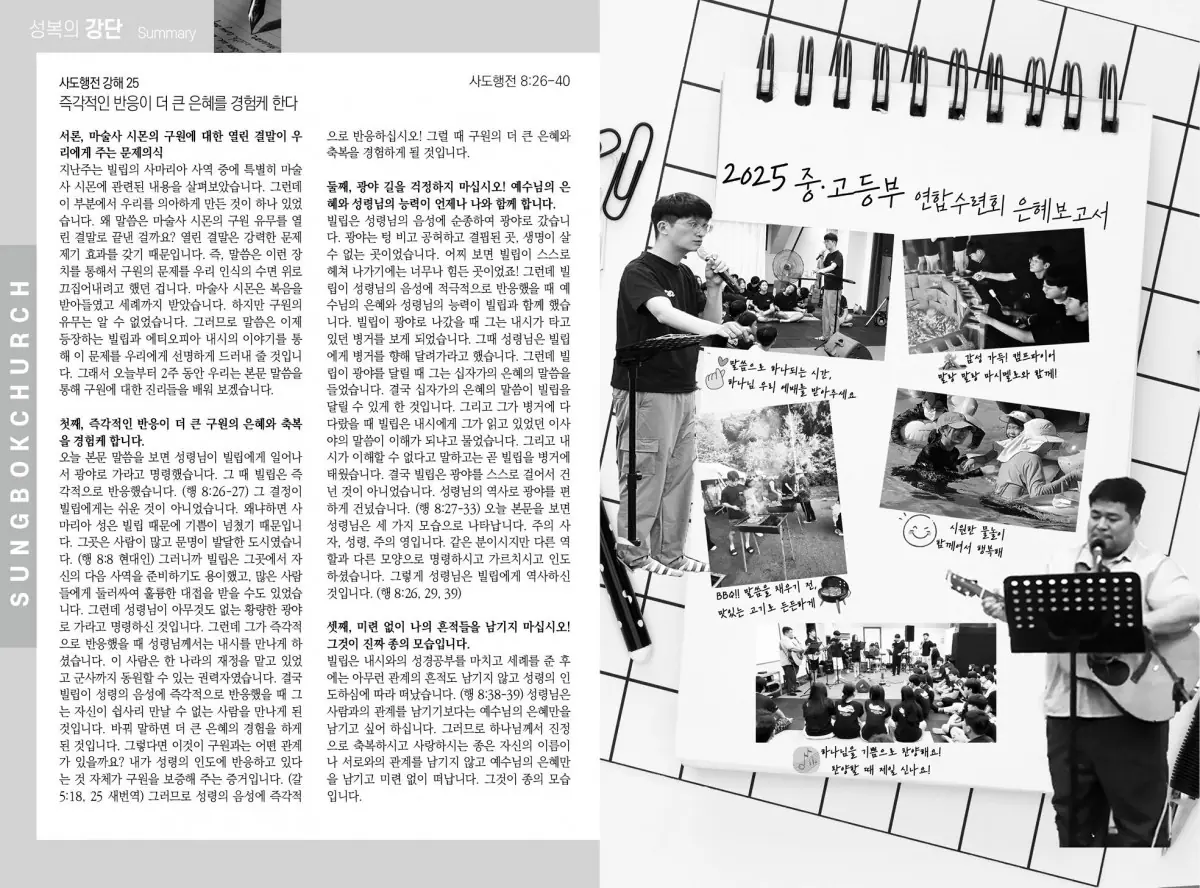 성복의 강단 Summary
SUNGBOKCHURCH
사도행전 강해 25
사도행전 8:26-40
즉각적인 반응이 더 큰 은혜를 경험케 한다
서론, 마술사 시몬의 구원에 대한 열린 결말이 우
리에게 주는 문제의식
지난주는 빌립의 사마리아 사역 중에 특별히 마술
사 시몬에 관련된 내용을 살펴보았습니다. 그런데
이 부분에서 우리를 의아하게 만든 것이 하나 있었
습니다. 왜 말씀은 마술사 시몬의 구원 유무를 열
린 결말로 끝낸 걸까요? 열린 결말은 강력한 문제
제기 효과를 갖기 때문입니다. 즉, 말씀은 이런 장
치를 통해서 구원의 문제를 우리 인식의 수면 위로
끄집어내려고 했던 겁니다. 마술사 시몬은 복음을
받아들였고 세례까지 받았습니다. 하지만 구원의
유무는 알 수 없었습니다. 그러므로 말씀은 이제
등장하는 빌립과 에티오피아 내시의 이야기를 통
해 이 문제를 우리에게 선명하게 드러내 줄 것입니
다. 그래서 오늘부터 2주 동안 우리는 본문 말씀을
통해 구원에 대한 진리들을 배워 보겠습니다.
첫째, 즉각적인 반응이 더 큰 구원의 은혜와 축복
을 경험케 합니다.
오늘 본문 말씀을 보면 성령님이 빌립에게 일어나
서 광야로 가라고 명령했습니다. 그 때 빌립은 즉
각적으로 반응했습니다. (행 8:26-27) 그 결정이
빌립에게는 쉬운 것이 아니었습니다. 왜냐하면 사
마리아 성은 빌립 때문에 기쁨이 넘쳤기 때문입니
다. 그곳은 사람이 많고 문명이 발달한 도시였습니
다. (행 8:8 현대인) 그러니까 빌립은 그곳에서 자
신의 다음 사역을 준비하기도 용이했고, 많은 사람
들에게 둘러싸여 훌륭한 대접을 받을 수도 있었습
니다. 그런데 성령님이 아무것도 없는 황량한 광야
로 가라고 명령하신 것입니다. 그런데 그가 즉각적
으로 반응했을 때 성령님께서는 내시를 만나게 하
셨습니다. 이 사람은 한 나라의 재정을 맡고 있었
고 군사까지 동원할 수 있는 권력자였습니다. 결국
빌립이 성령의 음성에 즉각적으로 반응했을 때 그
는 자신이 쉽사리 만날 수 없는 사람을 만나게 된
것입니다. 바꿔 말하면 더 큰 은혜의 경험을 하게
된 것입니다. 그렇다면 이것이 구원과는 어떤 관계
가 있을까요? 내가 성령의 인도에 반응하고 있다
는 것 자체가 구원을 보증해 주는 증거입니다. (갈
5:18, 25 새번역) 그러므로 성령의 음성에 즉각적
으로 반응하십시오! 그럴 때 구원의 더 큰 은혜와
축복을 경험하게 될 것입니다.
둘째, 광야 길을 걱정하지 마십시오! 예수님의 은
혜와 성령님의 능력이 언제나 나와 함께 합니다.
빌립은 성령님의 음성에 순종하여 광야로 갔습니
다. 광야는 텅 비고 공허하고 결핍된 곳, 생명이 살
수 없는 곳이었습니다. 어찌 보면 빌립이 스스로
헤쳐 나가기에는 너무나 힘든 곳이었죠! 그런데 빌
립이 성령님의 음성에 적극적으로 반응했을 때 예
수님의 은혜와 성령님의 능력이 빌립과 함께 했습
니다. 빌립이 광야로 나갔을 때 그는 내시가 타고
있던 병거를 보게 되었습니다. 그때 성령님은 빌립
에게 병거를 향해 달려가라고 했습니다. 그런데 빌
립이 광야를 달릴 때 그는 십자가의 은혜의 말씀을
들었습니다. 결국 십자가의 은혜의 말씀이 빌립을
달릴 수 있게 한 것입니다. 그리고 그가 병거에 다
다랐을 때 빌립은 내시에게 그가 읽고 있었던 이사
야의 말씀이 이해가 되냐고 물었습니다. 그리고 내
시가 이해할 수 없다고 말하고는 곧 빌립을 병거에
태웠습니다. 결국 빌립은 광야를 스스로 걸어서 건
넌 것이 아니었습니다. 성령님의 역사로 광야를 편
하게 건넜습니다. (행 8:27-33) 오늘 본문을 보면
성령님은 세 가지 모습으로 나타납니다. 주의 사
자, 성령, 주의 영입니다. 같은 분이시지만 다른 역
할과 다른 모양으로 명령하시고 가르치시고 인도
하셨습니다. 그렇게 성령님은 빌립에게 역사하신
것입니다. (행 8:26, 29, 39)
셋째, 미련 없이 나의 흔적들을 남기지 마십시오!
그것이 진짜 종의 모습입니다.
빌립은 내시와의 성경공부를 마치고 세례를 준 후
에는 아무런 관계의 흔적도 남기지 않고 성령의 인
도하심에 따라 떠났습니다. (행 8:38-39) 성령님은
사람과의 관계를 남기기보다는 예수님의 은혜만을
남기고 싶어 하십니다. 그러므로 하나님께서 진정
으로 축복하시고 사랑하시는 종은 자신의 이름이
나 서로와의 관계를 남기지 않고 예수님의 은혜만
을 남기고 미련 없이 떠납니다. 그것이 종의 모습
입니다.
2025 중·고등부 연합수련회 은혜보고서
말씀으로 하나되는 시간,
하나님 우리 예배를 받아주세요
감성 가득! 캠프파이어
말랑 말랑 마시멜로와 함께!
시원한 물놀이
함께여서 행복해
BBQ!! 말씀을 채우기 전,
맛있는 고기로 든든하게
하나님을 기쁨으로 찬양해요!
찬양할 때 제일 신나요!